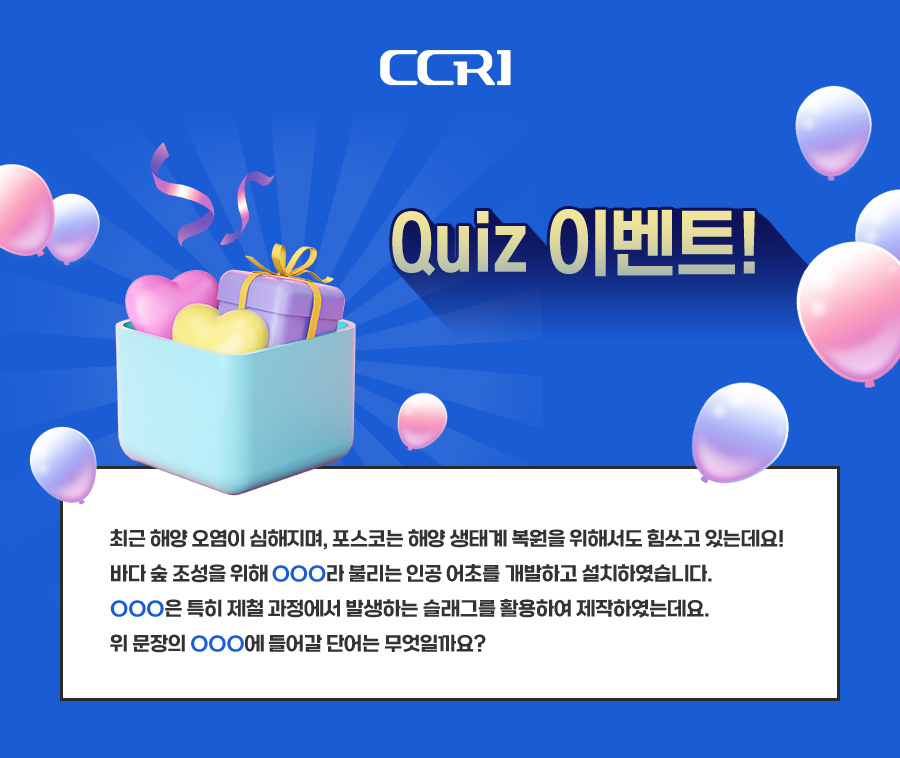 CCRI
Quiz 이벤트!
최근 해양 오염이 심해지며, 포스코는 해양 생태계 복원을 위해서도 힘쓰고 있는데요!
바다 숲 조성을 위해 OOO라 불리는 인공 어초를 개발하고 설치하였습니다.
OOO은 특히 제철 과정에서 발생하는 슬래그를 활용하여 제작하였는데요.
위 문장의 OOO에 들어갈 단어는 무엇일까요?